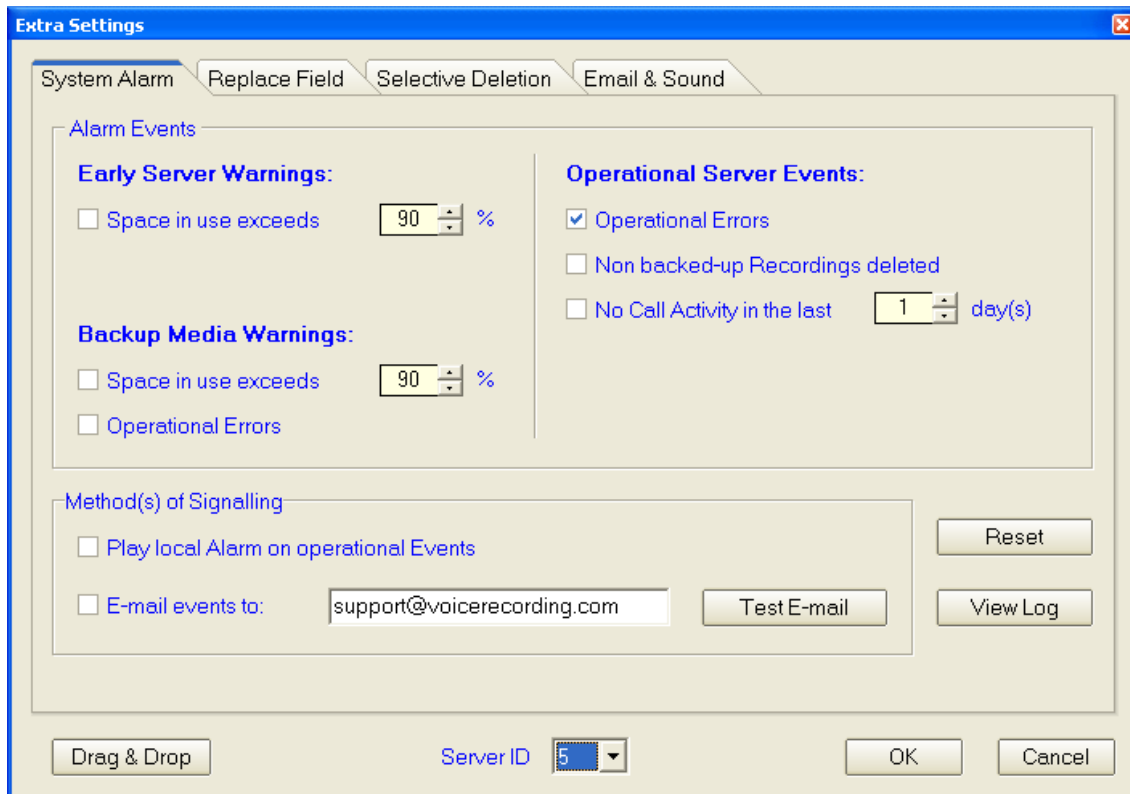 Extra Settings
System Alarm
Replace Field
Selective Deletion
Email & Sound
Alarm Events
Early Server Warnings:
Space in use exceeds 90 %
Backup Media Warnings:
Space in use exceeds 90 %
Operational Errors
Operational Server Events:
Operational Errors
Non backed-up Recordings deleted
No Call Activity in the last 1 day(s)
Method(s) of Signalling
Play local Alarm on operational Events
E-mail events to: support@voicerecording.com Test E-mail
Reset
View Log
Drag & Drop
Server ID 5
OK
Cancel